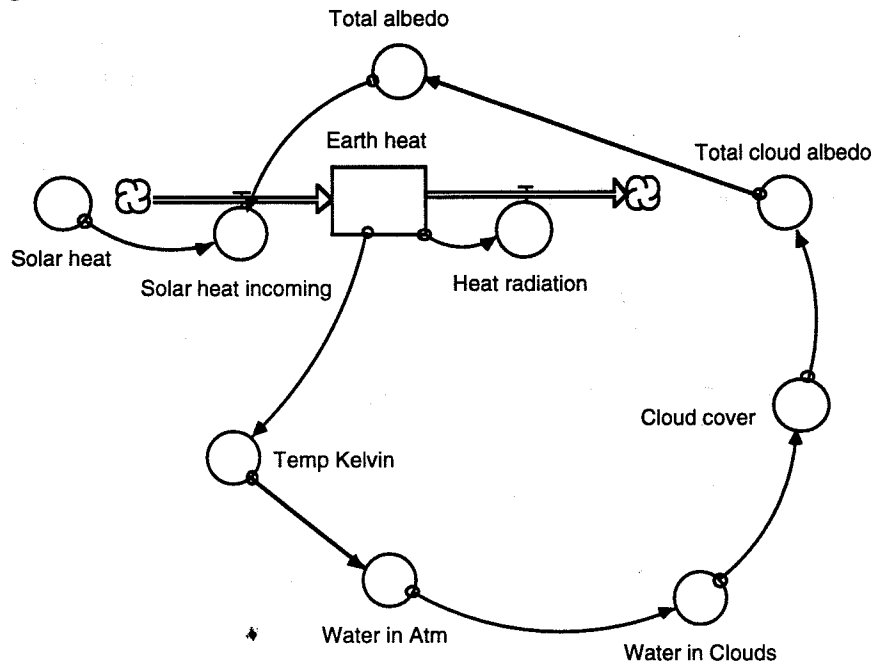 Total albedo
Earth heat
Total cloud albedo
Solar heat
Solar heat incoming
Heat radiation
Cloud cover
Temp Kelvin
Water in Atm
Water in Clouds